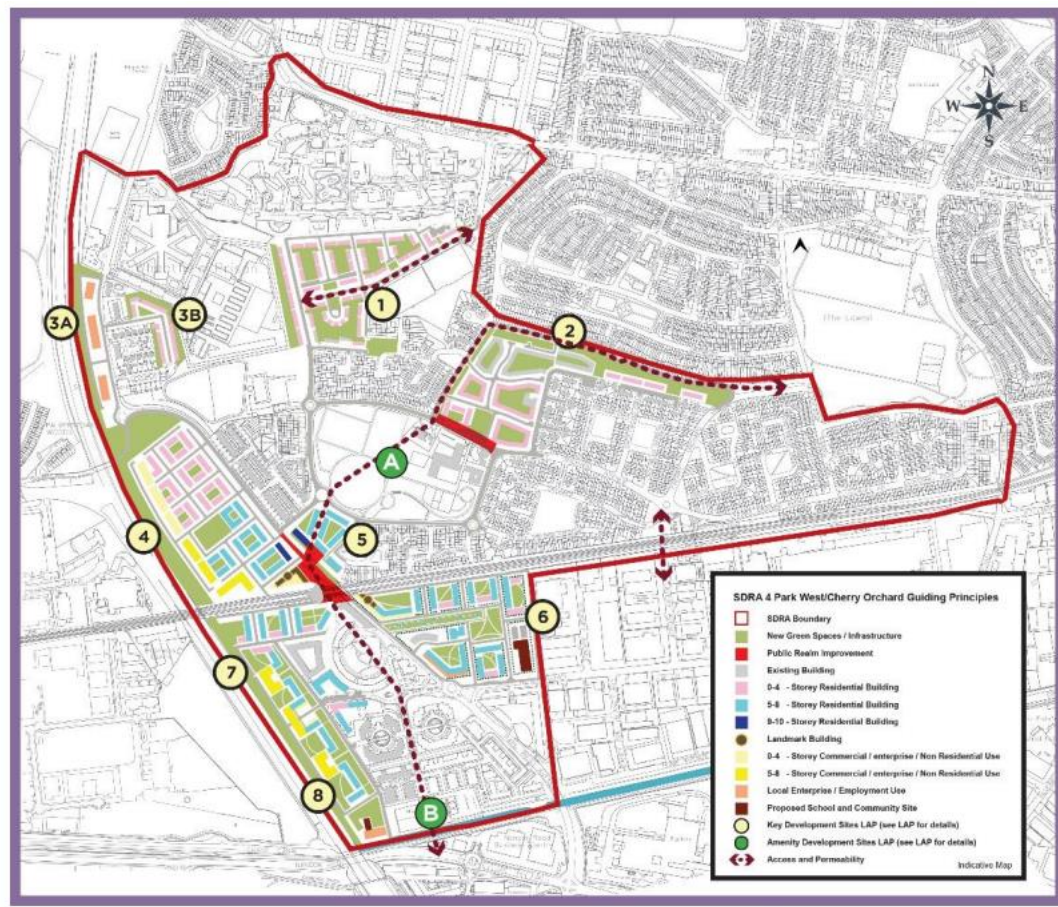 N
W E
S
1
2
3A
3B
4
5
6
7
8
A
B
SDRA 4 Park West/Cherry Orchard Guiding Principles
SDRA Boundary
New Green Spaces / Infrastructure
Public Realm Improvement
Existing Building
0-4 - Storey Residential Building
5-8 - Storey Residential Building
8-10 - Storey Residential Building
Landmark Building
0-4 - Storey Commercial / enterprise / Non Residential Use
5-8 - Storey Commercial / enterprise / Non Residential Use
Local Enterprise / Employment Use
Proposed School and Community Site
Key Development Sites LAP (see LAP for details)
Amenity Development Sites LAP (see LAP for details)
Access and Permeability
Indicative Map